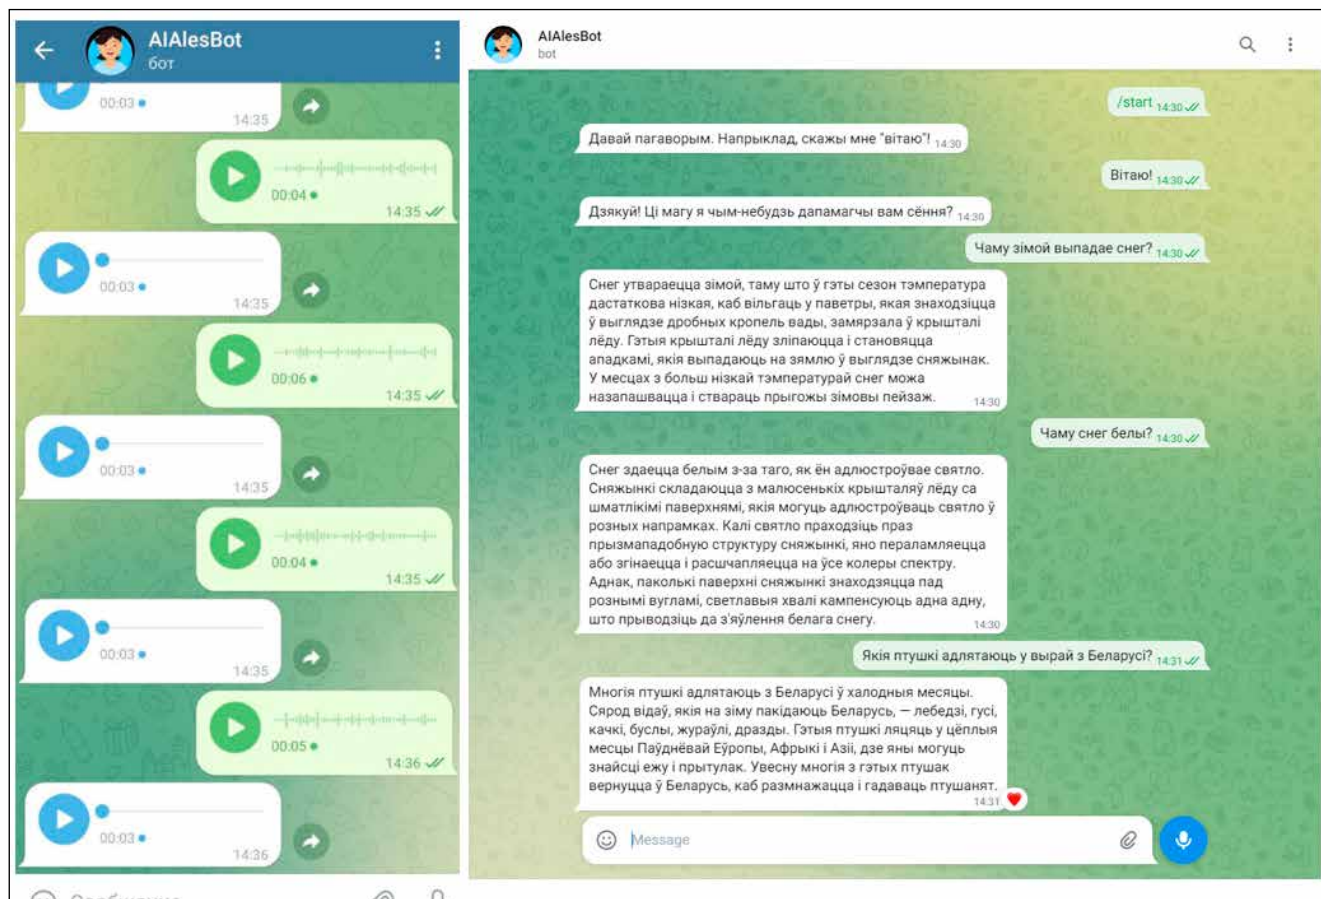 AlAlesBot
бот
00:03
14:35
00:04
14:35
00:03
14:35
00:06
14:35
00:03
14:35
00:04
14:35
00:03
14:35
00:05
14:36
00:03
14:36
AlAlesBot
bot
/start 14:30
Давай пагаворым. Напрыклад, скажы мне "вітаю"! 14:30
Вітаю! 14:30
Дзякуй! Ці магу я чым-небудзь дапамагчы вам сёння? 14:30
Чаму зімой выпадае снег? 14:30
Снег утвараецца зімой, таму што ў гэты сезон тэмпература
дастаткова нізкая, каб вільгаць у паветры, якая знаходзіцца
ў выглядзе дробных кропель вады, замярзала ў крышталі
лёду. Гэтыя крышталі лёду зліпаюцца і становяцца
ападкамі, якія выпадаюць на зямлю ў выглядзе сняжынак.
У месцах з больш нізкай тэмпературай снег можа
назапашвацца і ствараць прыгожы зімовы пейзаж. 14:30
Чаму снег белы? 14:30
Снег здаецца белым з-за таго, як ён адлюстроўвае святло.
Сняжынкі складаюцца з малюсенькіх крышталяў лёду са
шматлікімі паверхнямі, якія могуць адлюстроўваць святло ў
розных напрамках. Калі святло праходзіць праз
прызмападобную структуру сняжынкі, яно пераламляецца
або згінаецца і расшчапляецца на ўсе колеры спектру.
Аднак, паколькі паверхні сняжынкі знаходзяцца пад
рознымі вугламі, светлавыя хвалі кампенсуюць адна адну,
што прыводзіць да з'яўлення белага снегу. 14:30
Якія птушкі адлятаюць у вырай з Беларусі? 14:31
Многія птушкі адлятаюць з Беларусі ў халодныя месяцы.
Сярод відаў, якія на зіму пакідаюць Беларусь, — лебедзі, гусі,
качкі, буслы, жураўлі, дразды. Гэтыя птушкі ляцяць у цёплыя
месцы Паўднёвай Еўропы, Афрыкі і Азіі, дзе яны могуць
знайсці ежу і прытулак. Увесну многія з гэтых птушак
вернуцца ў Беларусь, каб размнажацца і гадаваць птушанят. 14:31
Message